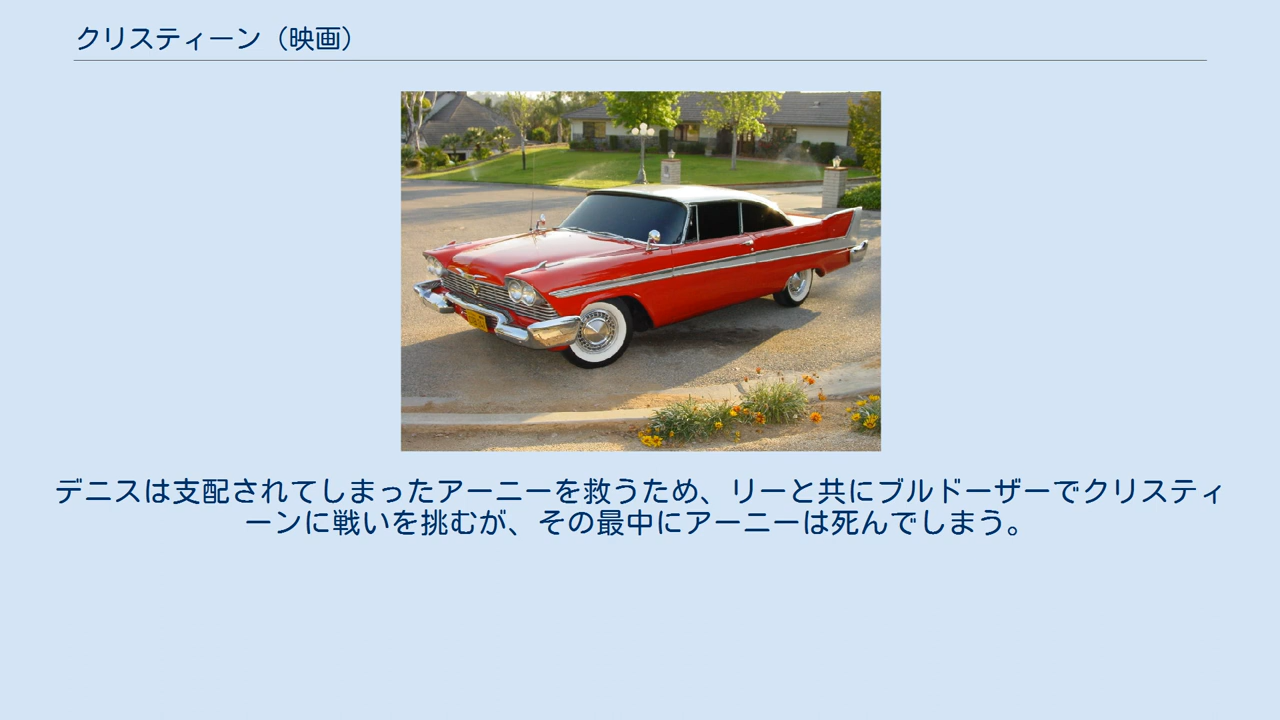 クリスティーン（映画）
デニスは支配されてしまったアーニーを救うため、リーと共にブルドーザーでクリスティ
ーンに戦いを挑むが、その最中にアーニーは死んでしまう。